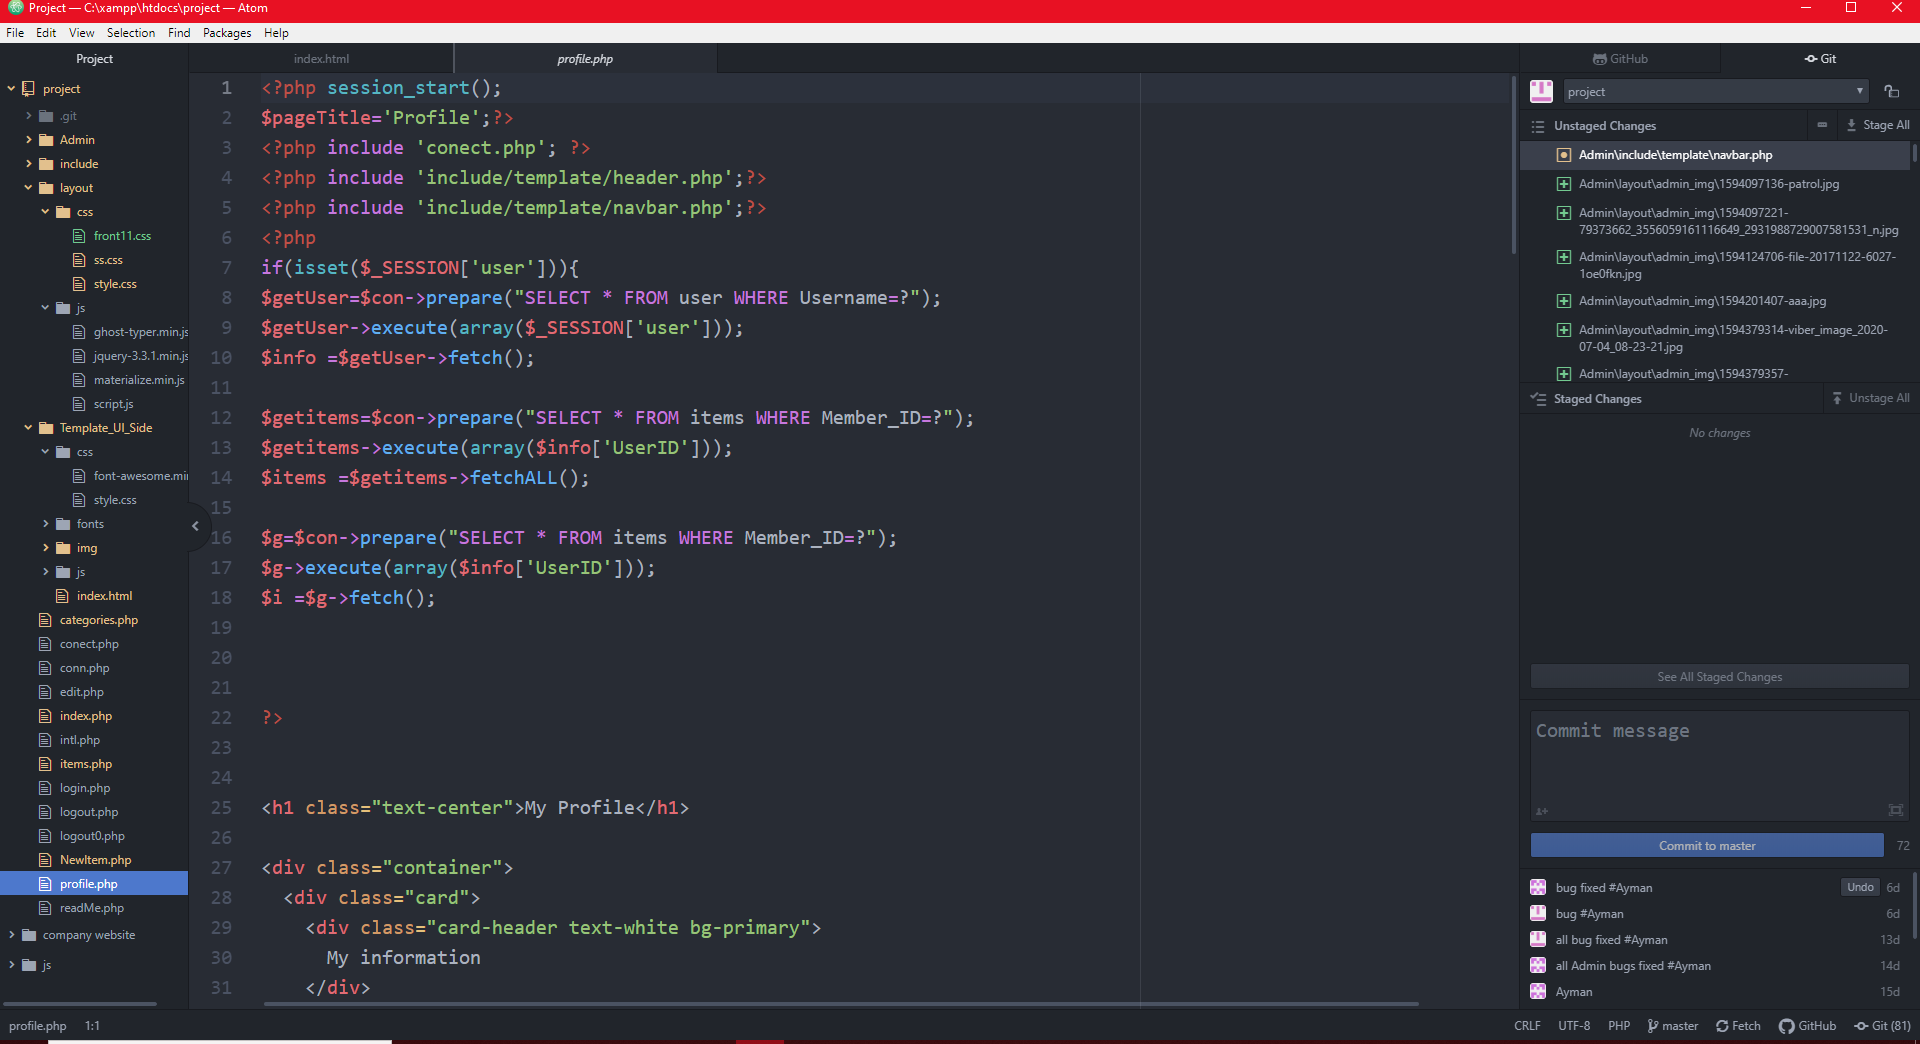 Project — C:\xampp\htdocs\project — Atom
File Edit View Selection Find Packages Help
Project
project
.git
Admin
include
layout
css
front11.css
ss.css
style.css
js
ghost-typer.min.js
jquery-3.3.1.min.js
materialize.min.js
script.js
Template_UI_Side
css
font-awesome.min
style.css
fonts
img
js
index.html
categories.php
conect.php
conn.php
edit.php
index.php
intl.php
items.php
login.php
logout.php
logout0.php
NewItem.php
profile.php
readMe.php
company website
js
index.html profile.php
1 <?php session_start();
2 $pageTitle='Profile';?>
3 <?php include 'conect.php'; ?>
4 <?php include 'include/template/header.php';?>
5 <?php include 'include/template/navbar.php';?>
6 <?php
7 if(isset($_SESSION['user'])){
8 $getUser=$con->prepare("SELECT * FROM user WHERE Username=?");
9 $getUser->execute(array($_SESSION['user']));
10 $info =$getUser->fetch();
11
12 $getitems=$con->prepare("SELECT * FROM items WHERE Member_ID=?");
13 $getitems->execute(array($info['UserID']));
14 $items =$getitems->fetchALL();
15
16 $g=$con->prepare("SELECT * FROM items WHERE Member_ID=?");
17 $g->execute(array($info['UserID']));
18 $i =$g->fetch();
19
20
21
22 ?>
23
24
25 <h1 class="text-center">My Profile</h1>
26
27 <div class="container">
28 <div class="card">
29 <div class="card-header text-white bg-primary">
30 My information
31 </div>
GitHub Git
project
Unstaged Changes Stage All
Admin\include\template\navbar.php
Admin\layout\admin_img\1594097136-patrol.jpg
Admin\layout\admin_img\1594097221-
79373662_3556059161116649_2931988729007581531_n.jpg
Admin\layout\admin_img\1594124706-file-20171122-6027-
1oe0fkn.jpg
Admin\layout\admin_img\1594201407-aaa.jpg
Admin\layout\admin_img\1594379314-viber_image_2020-
07-04_08-23-21.jpg
Admin\layout\admin_img\1594379357-
Staged Changes Unstage All
No changes
See All Staged Changes
Commit message
Commit to master 72
bug fixed #Ayman Undo 6d
bug #Ayman 6d
all bug fixed #Ayman 13d
all Admin bugs fixed #Ayman 14d
Ayman 15d
profile.php 1:1 CRLF UTF-8 PHP master Fetch GitHub Git (81)